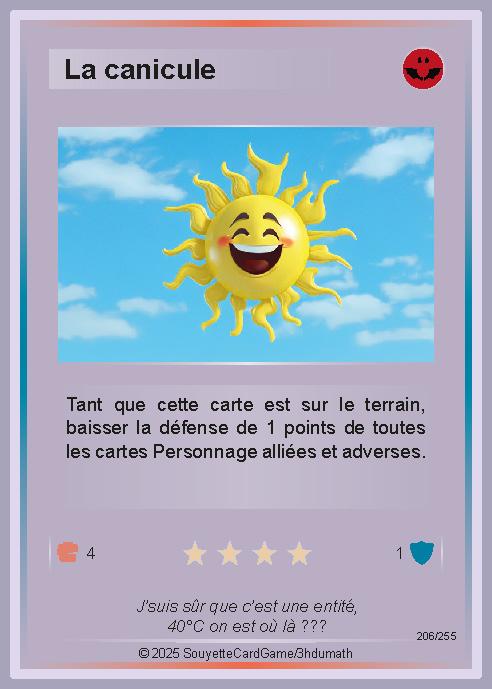 La canicule
Tant que cette carte est sur le terrain,
baisser la défense de 1 points de toutes
les cartes Personnage alliées et adverses.
4
1
J'suis sûr que c'est une entité,
40°C on est où là ???
206/255
© 2025 SouyetteCardGame/3hdumath